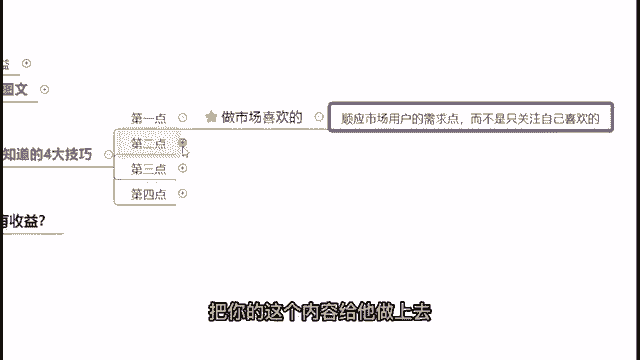 益
图文
第一点
做市场喜欢的
顺应市场用户的需求点，而不是只关注自己喜欢的
第二点
知道的4大技巧
第三点
第四点
有收益?
把你的这个内容给他做上去